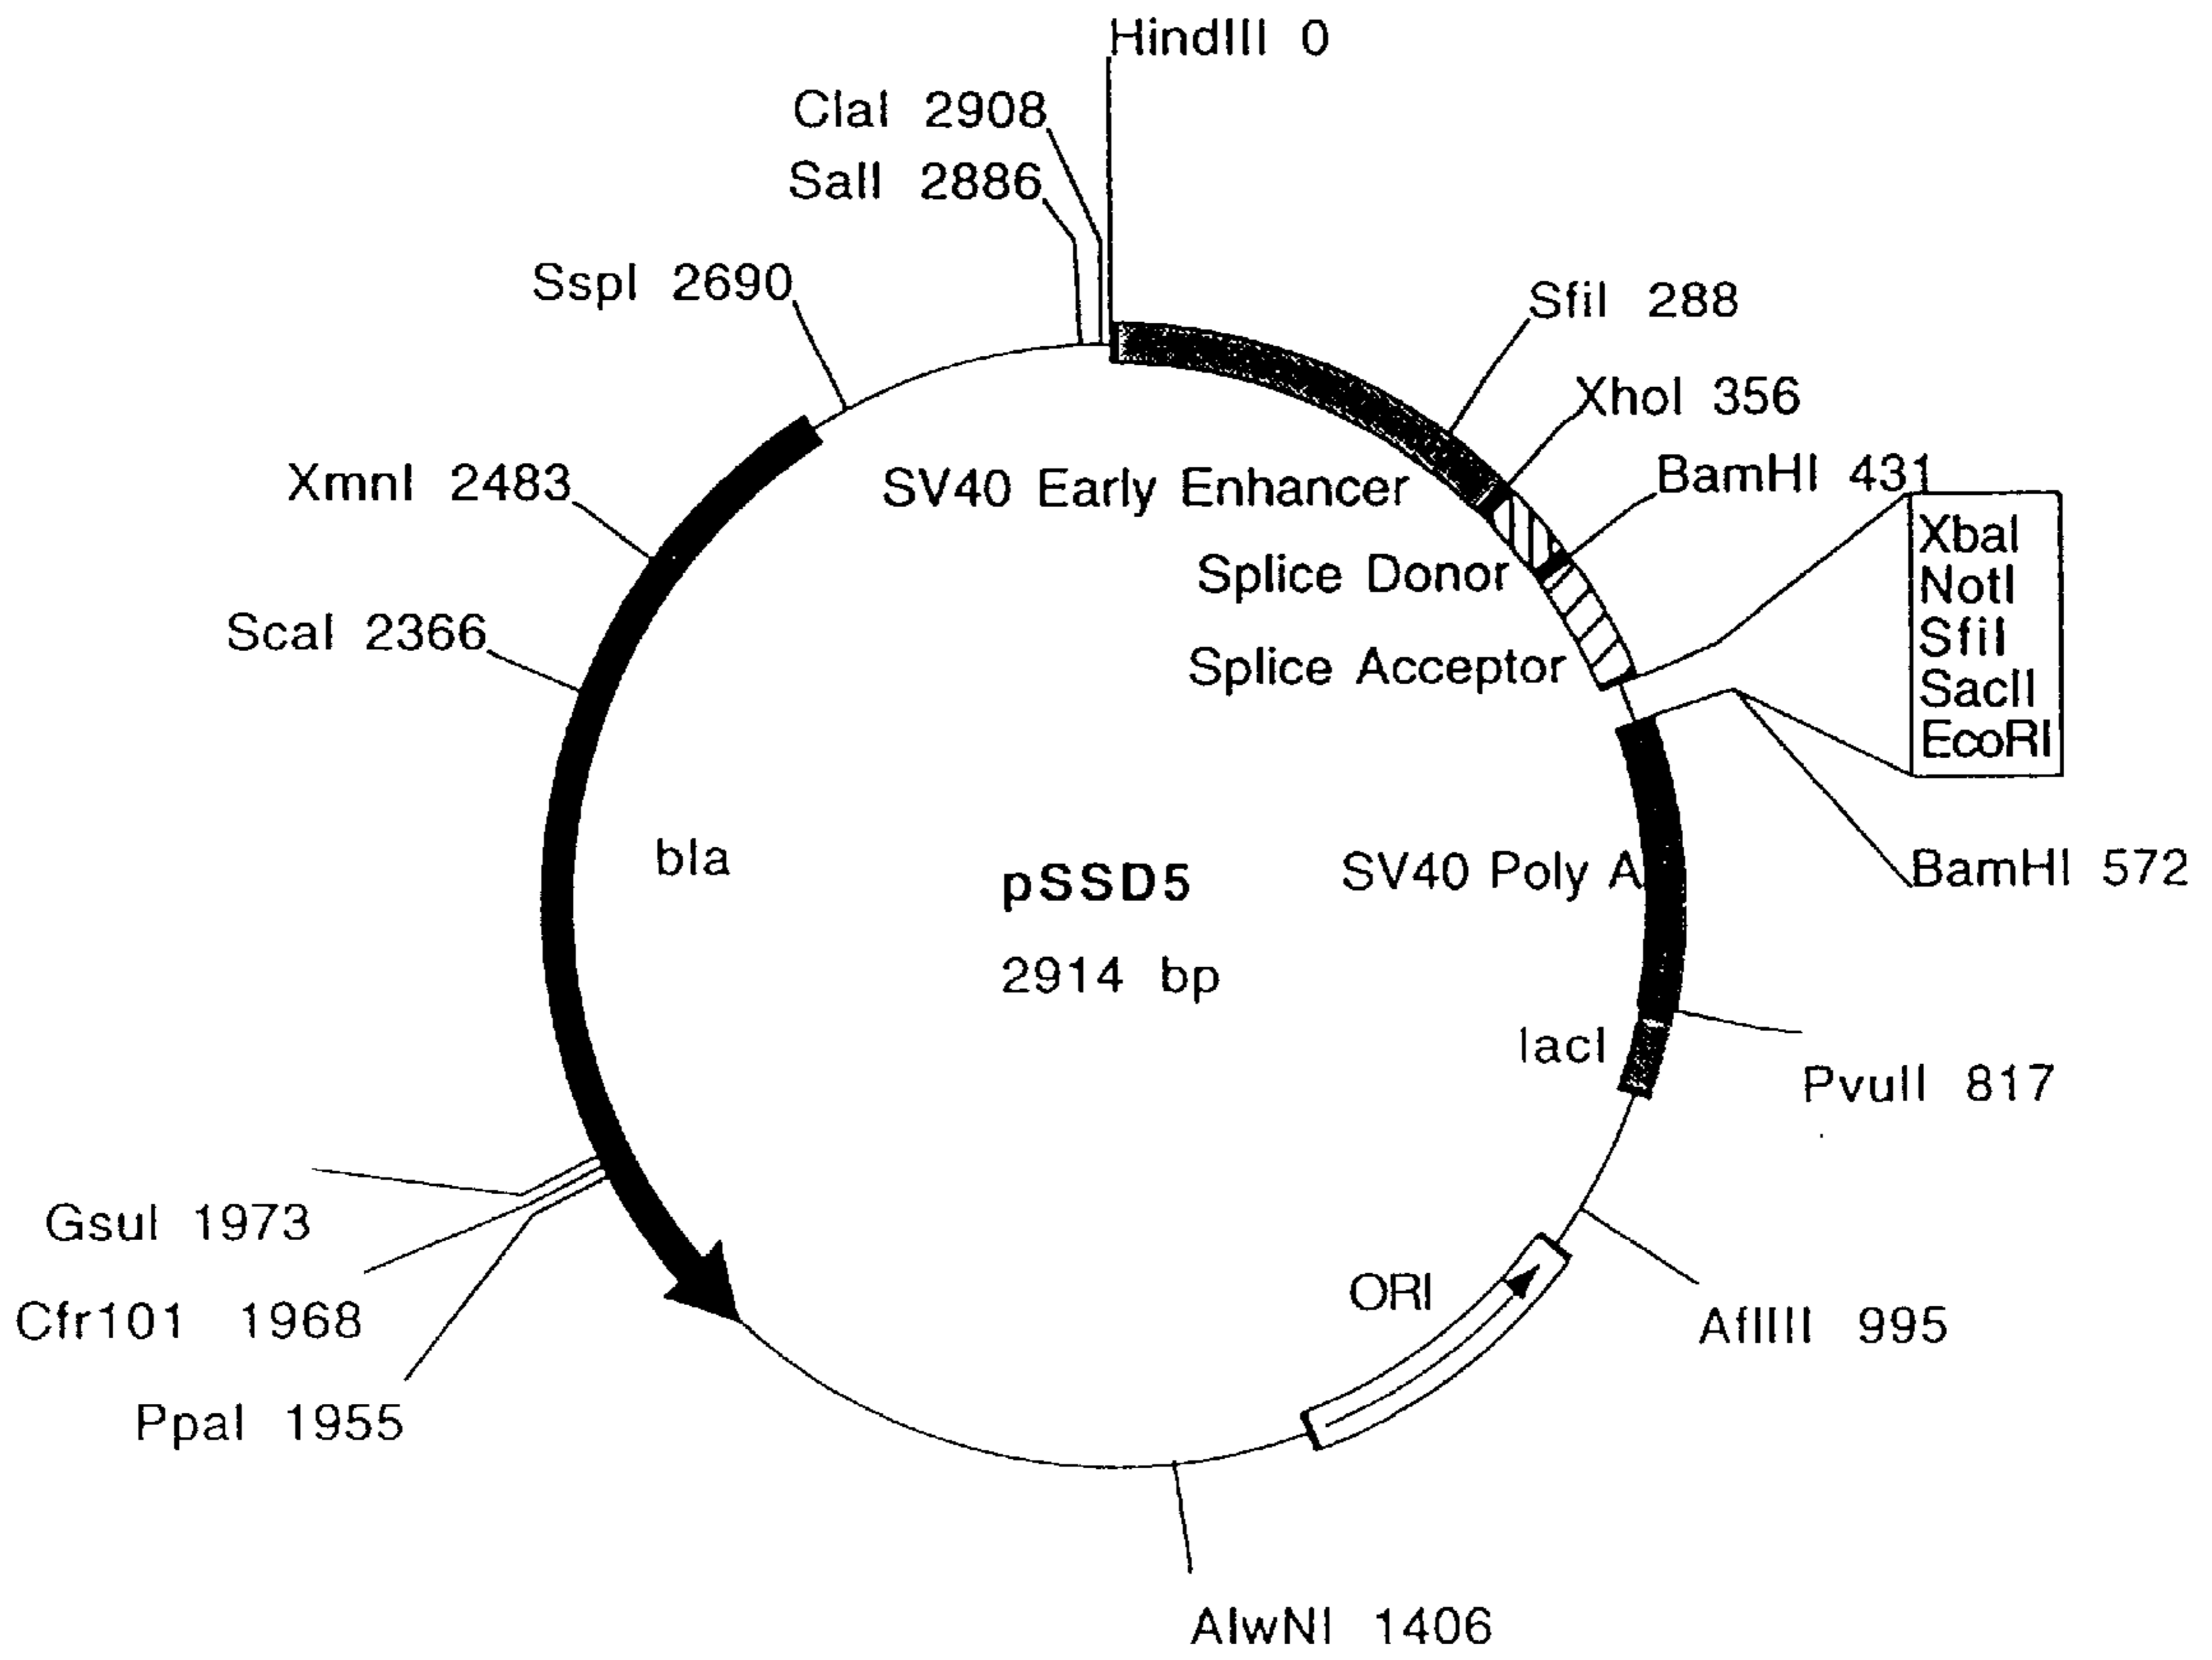 HindIII 0
ClaI 2908
SalI 2886
SspI 2690
SfiI 288
XhoI 356
BamHI 431
XmnI 2483
SV40 Early Enhancer
XbaI
NotI
SfiI
SacII
EcoRI
Splice Donor
ScaI 2366
Splice Acceptor
bla
pSSD5
SV40 Poly A
BamHI 572
2914 bp
lacI
PvuII 817
GsuI 1973
ORI
Cfr101 1968
AflIII 995
PpaI 1955
AlwNI 1406